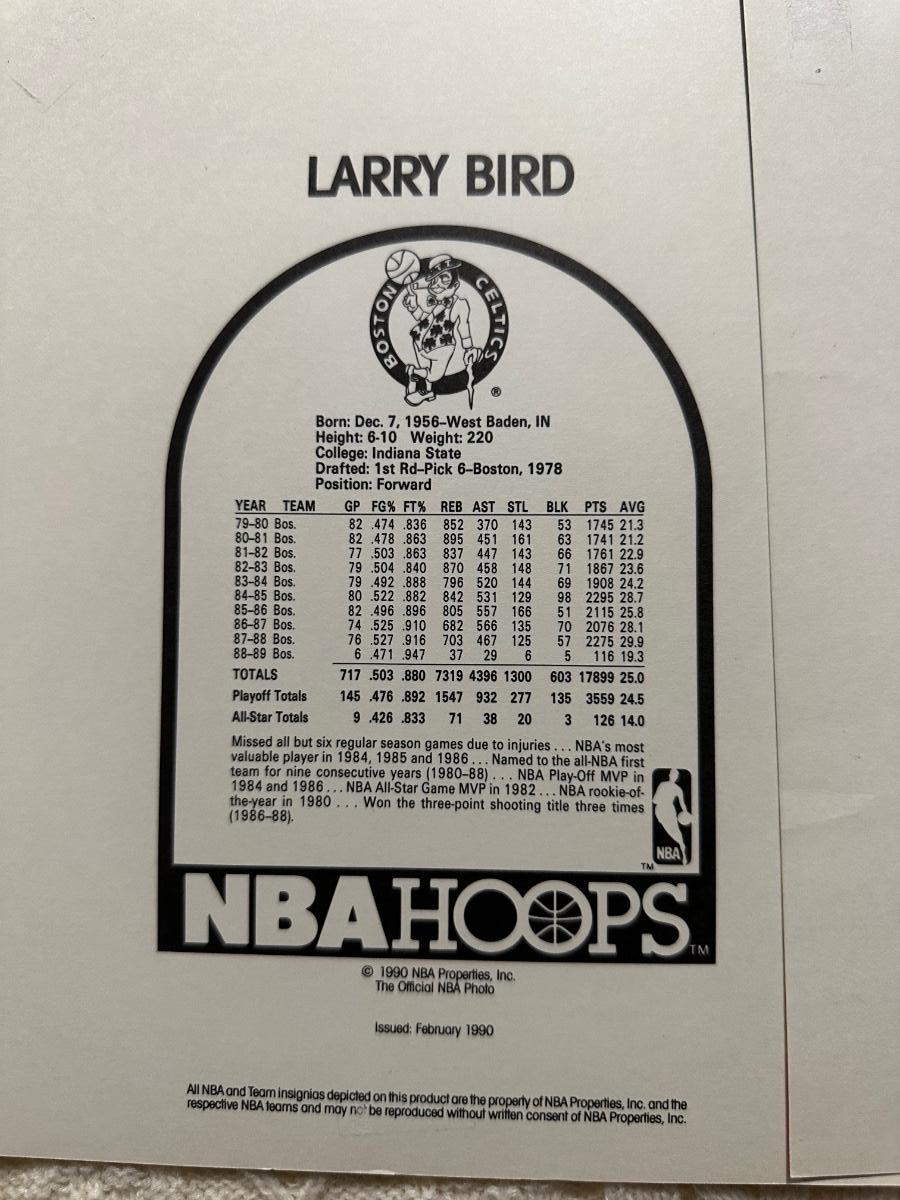 LARRY BIRD
BOSTON CELTICS
®
Born: Dec. 7, 1956–West Baden, IN
Height: 6-10 Weight: 220
College: Indiana State
Drafted: 1st Rd–Pick 6–Boston, 1978
Position: Forward
YEAR TEAM GP FG% FT% REB AST STL BLK PTS AVG
79–80 Bos. 82 .474 .836 852 370 143 53 1745 21.3
80–81 Bos. 82 .478 .863 895 451 161 63 1741 21.2
81–82 Bos. 77 .503 .863 837 447 143 66 1761 22.9
82–83 Bos. 79 .504 .840 870 458 148 71 1867 23.6
83–84 Bos. 79 .492 .888 796 520 144 69 1908 24.2
84–85 Bos. 80 .522 .882 842 531 129 98 2295 28.7
85–86 Bos. 82 .496 .896 805 557 166 51 2115 25.8
86–87 Bos. 74 .525 .910 682 566 135 70 2076 28.1
87–88 Bos. 76 .527 .916 703 467 125 57 2275 29.9
88–89 Bos. 6 .471 .947 37 29 6 5 116 19.3
TOTALS 717 .503 .880 7319 4396 1300 603 17899 25.0
Playoff Totals 145 .476 .892 1547 932 277 135 3559 24.5
All-Star Totals 9 .426 .833 71 38 20 3 126 14.0
Missed all but six regular season games due to injuries . . . NBA's most
valuable player in 1984, 1985 and 1986 . . . Named to the all-NBA first
team for nine consecutive years (1980–88) . . . NBA Play-Off MVP in
1984 and 1986 . . . NBA All-Star Game MVP in 1982 . . . NBA rookie-of-
the-year in 1980 . . . Won the three-point shooting title three times
(1986–88).
NBA
TM
NBA HOOPS TM
© 1990 NBA Properties, Inc.
The Official NBA Photo
Issued: February 1990
All NBA and Team insignias depicted on this product are the property of NBA Properties, Inc. and the
respective NBA teams and may not be reproduced without written consent of NBA Properties, Inc.